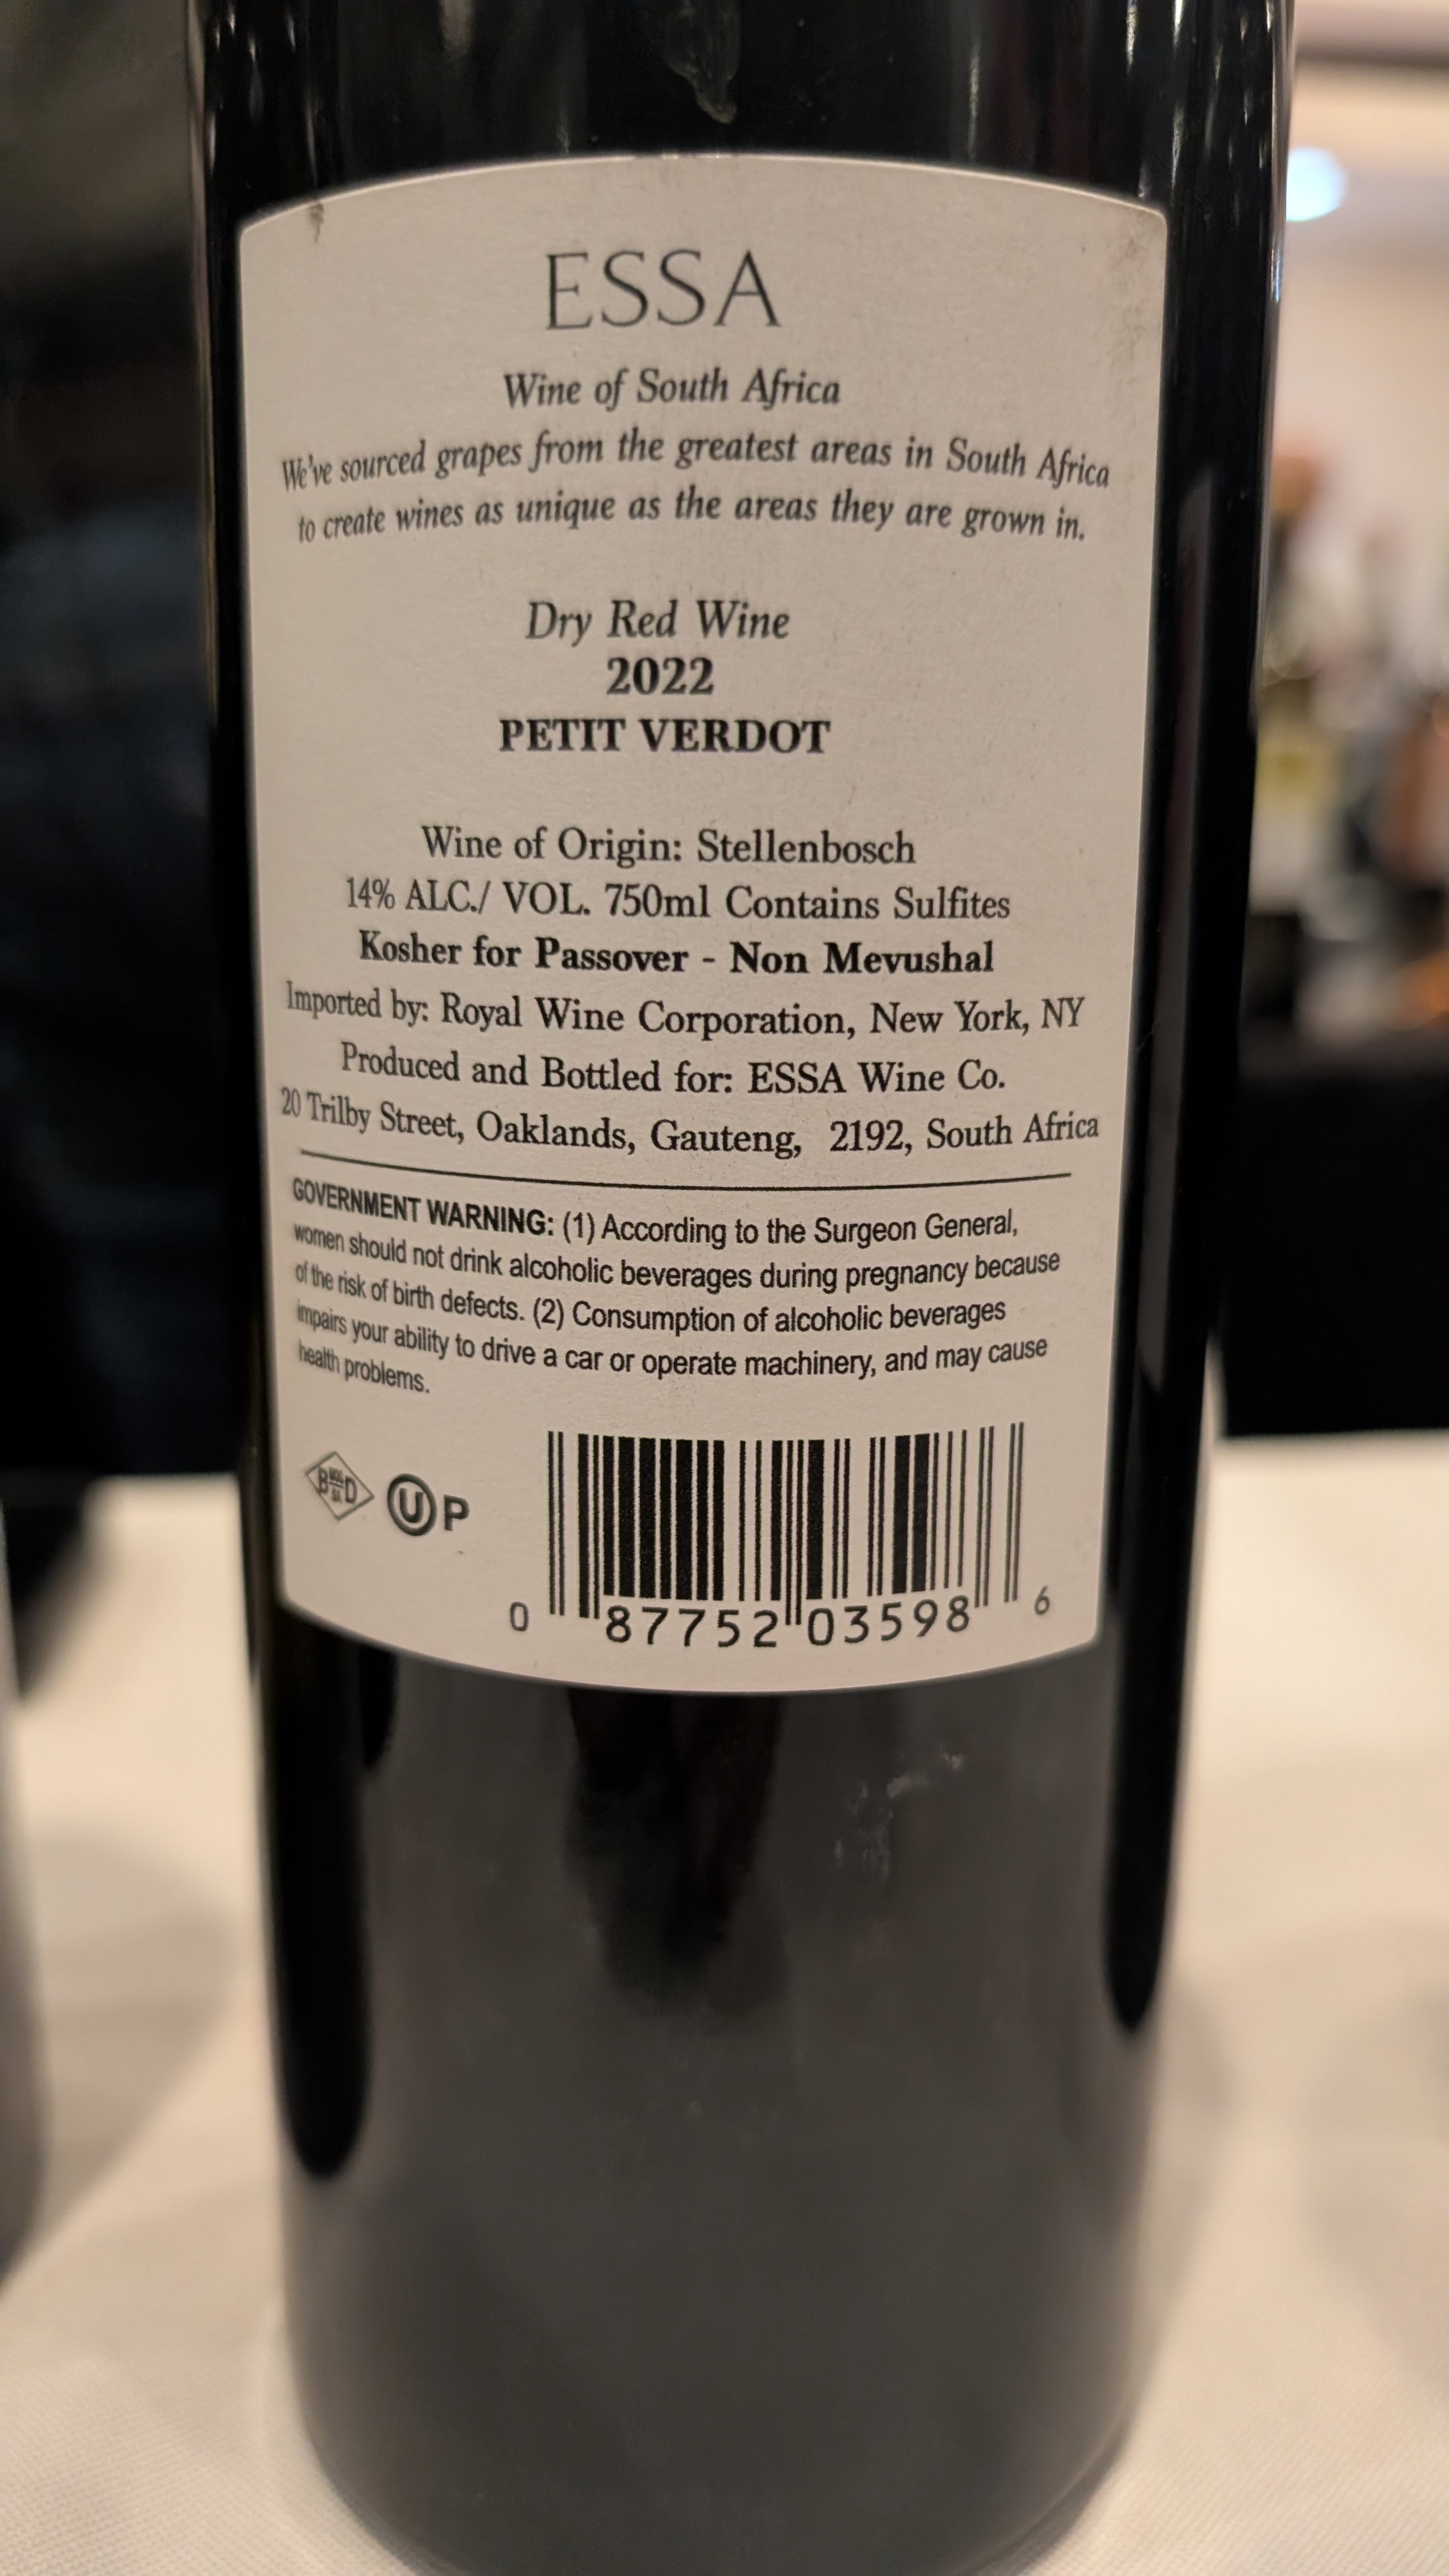 ESSA
Wine of South Africa
We've sourced grapes from the greatest areas in South Africa
to create wines as unique as the areas they are grown in.
Dry Red Wine
2022
PETIT VERDOT
Wine of Origin: Stellenbosch
14% ALC./ VOL. 750ml Contains Sulfites
Kosher for Passover - Non Mevushal
Imported by: Royal Wine Corporation, New York, NY
Produced and Bottled for: ESSA Wine Co.
20 Trilby Street, Oaklands, Gauteng, 2192, South Africa
GOVERNMENT WARNING: (1) According to the Surgeon General,
women should not drink alcoholic beverages during pregnancy because
of the risk of birth defects. (2) Consumption of alcoholic beverages
impairs your ability to drive a car or operate machinery, and may cause
health problems.
B D U P
0 87752 03598 6